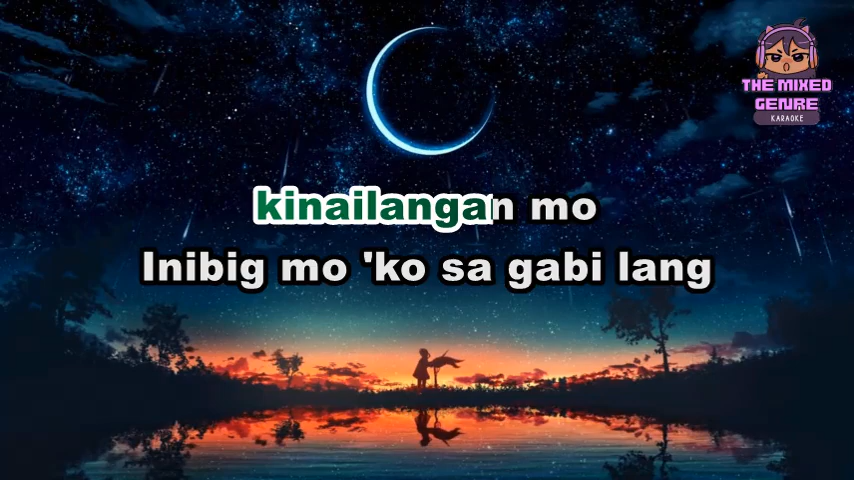 THE MIXED
GENRE
KARAOKE
kinailangan mo
Inibig mo 'ko sa gabi lang